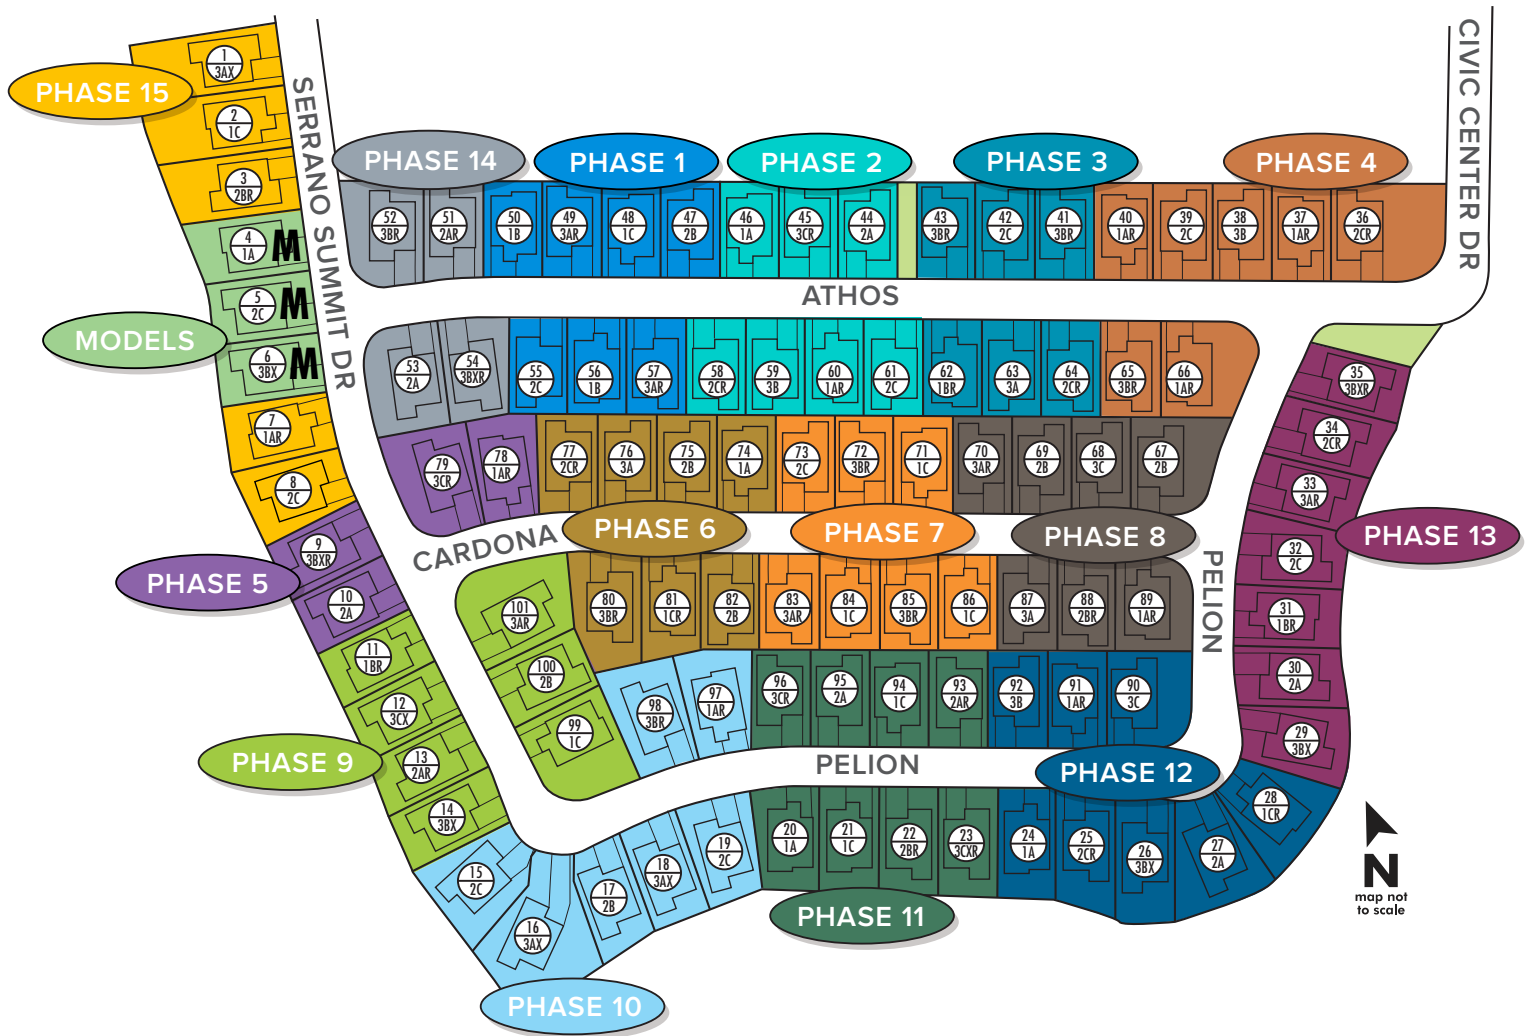 PHASE 15
1
3AX
2
1C
3
2BR
SERRANO SUMMIT DR
CIVIC CENTER DR
MODELS
4
1A
M
5
2C
M
6
3BX
M
7
1AR
8
2C
PHASE 14
PHASE 1
PHASE 2
PHASE 3
PHASE 4
52
3BR
51
2AR
50
1B
49
3AR
48
1C
47
2B
46
1A
45
3CR
44
2A
43
3BR
42
2C
41
3BR
40
1AR
39
2C
38
3B
37
1AR
36
2CR
ATHOS
53
2A
54
3BXR
55
2C
56
1B
57
3AR
58
2CR
59
3B
60
1AR
61
2C
62
1BR
63
3A
64
2CR
65
3BR
66
1AR
79
3CR
78
1AR
77
2CR
76
3A
75
2B
74
1A
73
2C
72
3BR
71
1C
70
3AR
69
2B
68
3C
67
2B
CARDONA
PHASE 6
PHASE 7
PHASE 8
PHASE 5
9
3BXR
10
2A
PELION
35
3BXR
34
2CR
33
3AR
PHASE 13
32
2C
31
1BR
30
2A
29
3BX
101
3AR
100
2B
99
1C
80
3BR
81
1CR
82
2B
83
3AR
84
1C
85
3BR
86
1C
87
3A
88
2BR
89
1AR
98
3BR
97
1AR
96
3CR
95
2A
94
1C
93
2AR
92
3B
91
1AR
90
3C
11
1BR
12
3CX
PHASE 9
13
2AR
14
3BX
PELION
PHASE 12
15
2C
16
3AX
17
2B
18
3AX
19
2C
20
1A
21
1C
22
2BR
23
3CXR
24
1A
25
2CR
26
3BX
27
2A
28
1CR
PHASE 11
PHASE 10
N
map not
to scale